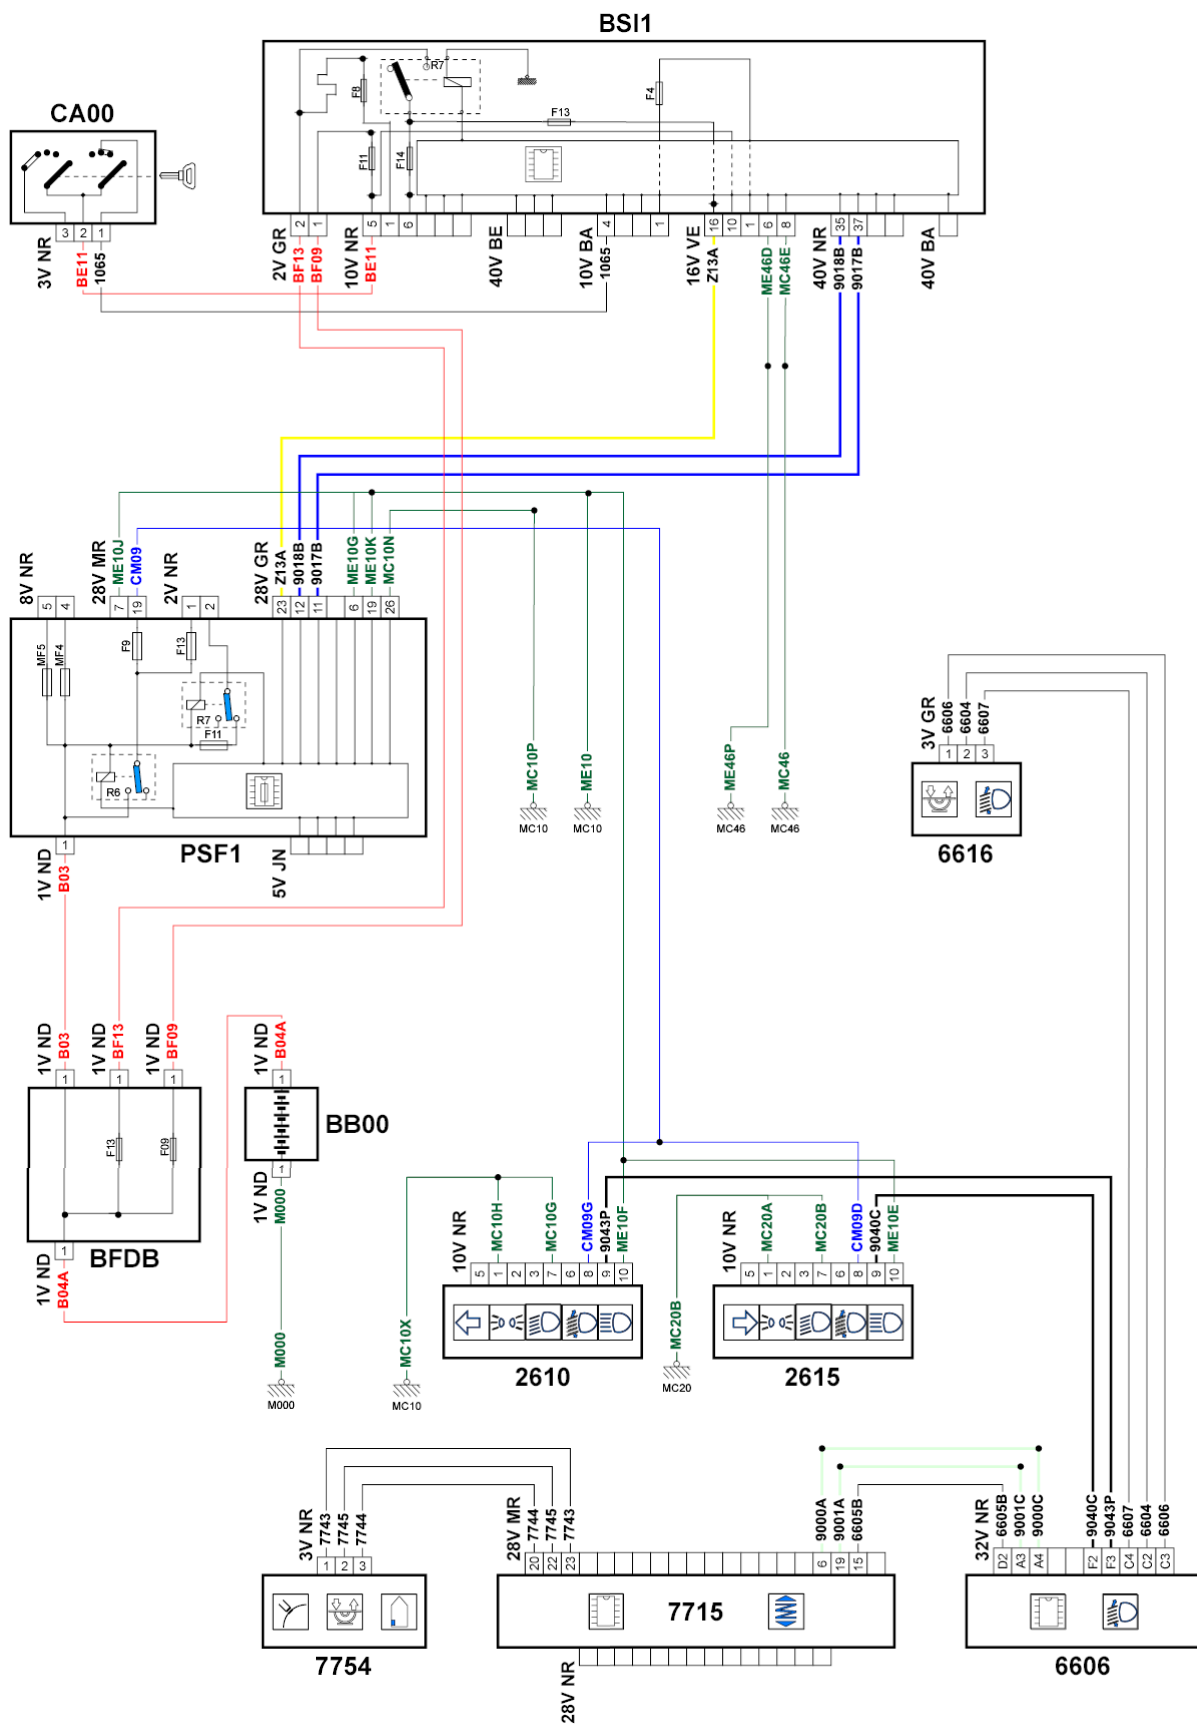 BSI1
R7
F8
F4
F13
F11
F14
CA00
3 2 1
2 1 5 1 6 4 1 16 10 1 6 8 35 37
3V NR
BE11
1065
2V GR
BF13
BF09
10V NR
BE11
40V BE
10V BA
1065
16V VE
Z13A
ME46D
MC46E
40V NR
9018B
9017B
40V BA
8V NR
28V MR
ME10J
CM09
2V NR
28V GR
Z13A
9018B
9017B
ME10G
ME10K
MC10N
5 4 7 19 1 2 23 12 11 6 19 26
MF5
MF4
F9
F13
R7
F11
R6
1
PSF1
1V ND
B03
5V JN
MC10P
ME10
ME46P
MC46
MC10
MC10
MC46
MC46
3V GR
6606
6604
6607
1 2 3
6616
1V ND
B03
1V ND
BF13
1V ND
BF09
1V ND
B04A
1 1 1 1
F13
F09
BB00
1
1V ND
M000
1
BFDB
1V ND
B04A
M000
M000
10V NR
MC10H
MC10G
CM09G
9043P
ME10F
10V NR
MC20A
MC20B
CM09D
9040C
ME10E
5 1 2 3 7 6 8 9 10
5 1 2 3 7 6 8 9 10
MC10X
MC20B
2610
2615
MC10
MC20
3V NR
7743
7745
7744
28V MR
7744
7745
7743
9000A
9001A
6605B
32V NR
6605B
9001C
9000C
9040C
9043P
6607
6604
6606
1 2 3
20 22 23 6 19 15
D2 A3 A4 F2 F3 C4 C2 C3
7715
7754
28V NR
6606